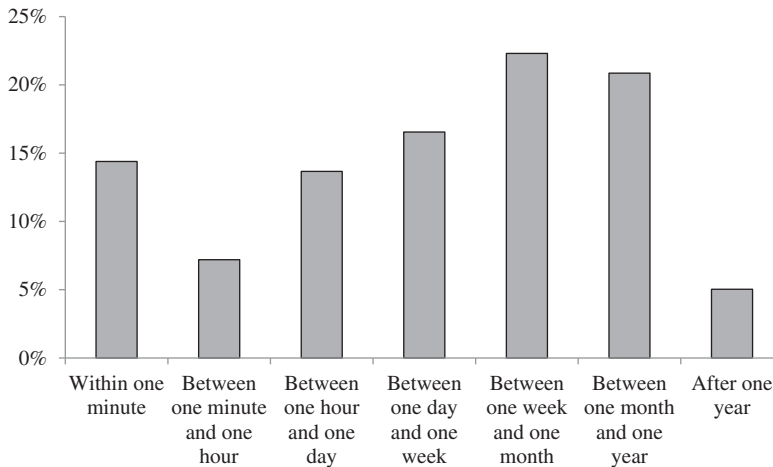 25%
20%
15%
10%
5%
0%
Within one
minute
Between
one minute
and one
hour
Between
one hour
and one
day
Between
one day
and one
week
Between
one week
and one
month
Between
one month
and one
year
After one
year